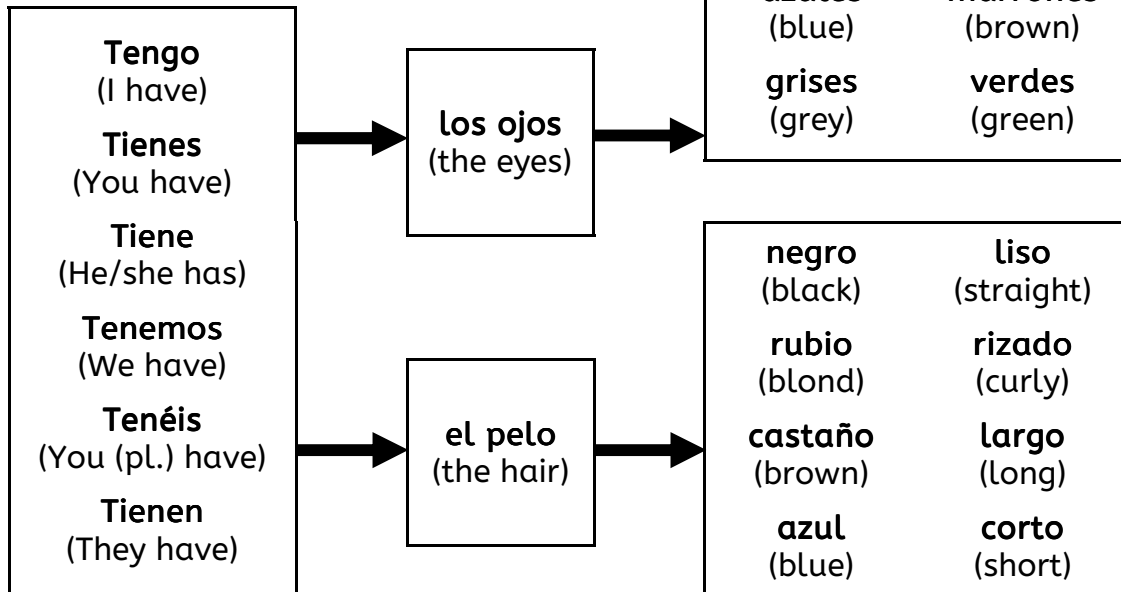 Tengo
(I have)
Tienes
(You have)
Tiene
(He/she has)
Tenemos
(We have)
Tenéis
(You (pl.) have)
Tienen
(They have)
los ojos
(the eyes)
el pelo
(the hair)
azules marrones
(blue) (brown)
grises verdes
(grey) (green)
negro liso
(black) (straight)
rubio rizado
(blond) (curly)
castaño largo
(brown) (long)
azul corto
(blue) (short)